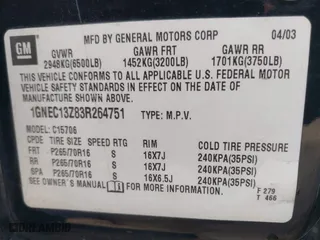 GM
MFD BY GENERAL MOTORS CORP 04/03
GVWR GAWR FRT GAWR RR
2948KG(6500LB) 1452KG(3200LB) 1701KG(3750LB)
THIS VEHICLE CONFORMS TO ALL APPLICABLE U.S. FEDERAL MOTOR
VEHICLE SAFETY STANDARDS IN EFFECT ON THE DATE OF
MANUFACTURE SHOWN ABOVE.
1GNEC13Z83R264751 TYPE: M.P.V.
MODEL: C15706
CPDE TIRE SIZE SPEED RTG RIM COLD TIRE PRESSURE
FRT P265/70R16 S 16X7J 240KPA(35PSI)
RR P265/70R16 S 16X7J 240KPA(35PSI)
SPA P265/70R16 S 16X6.5J 240KPA(35PSI)
SEE OWNER'S MANUAL FOR ADDITIONAL INFORMATION.
F 279
T 466